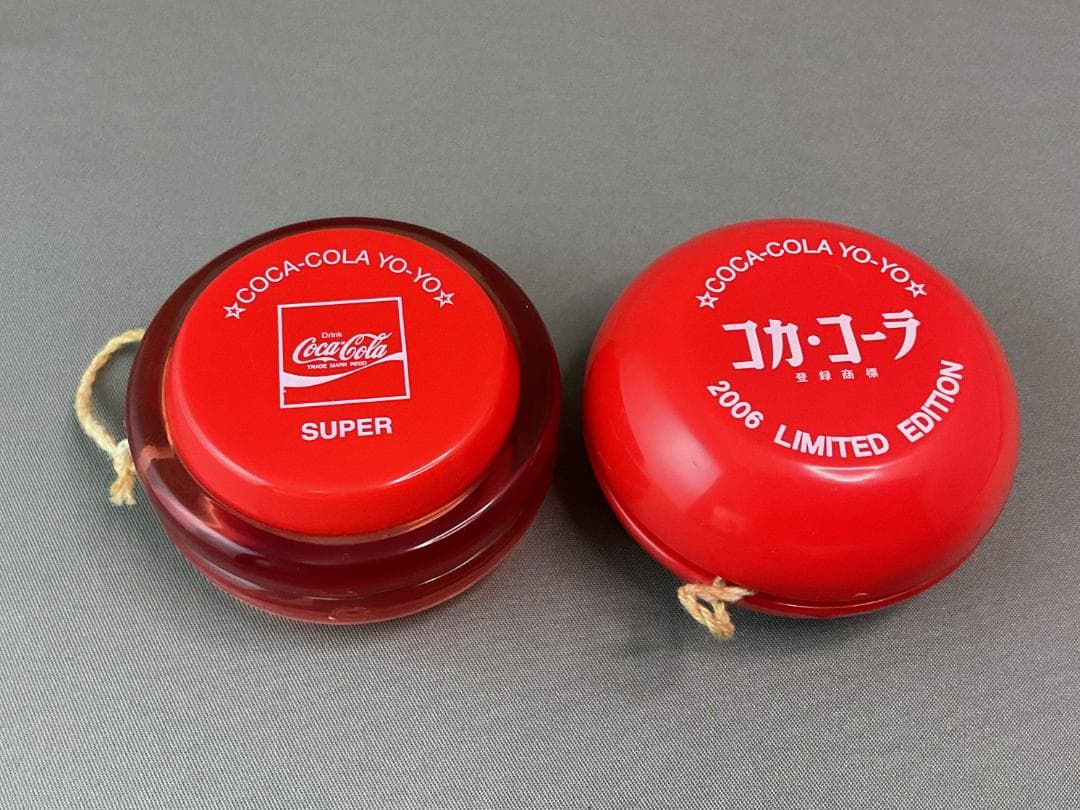 ☆COCA-COLA YO-YO☆
Drink
Coca-Cola
TRADE MARK REGD
SUPER
☆COCA-COLA YO-YO☆
コカ・コーラ
登録商標
2006 LIMITED EDITION